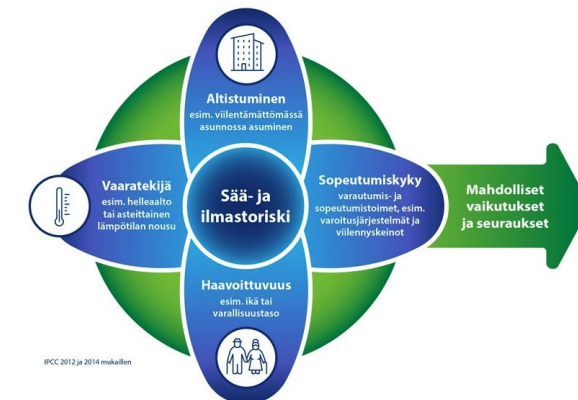 Altistuminen
esim. viilentämättömässä
asunnossa asuminen
Vaaratekijä
esim. helleaalto
tai asteittainen
lämpötilan nousu
Sää- ja
ilmastoriski
Sopeutumiskyky
varautumis- ja
sopeutumistoimet, esim.
varoitusjärjestelmät ja
viilennyskeinot
Mahdolliset
vaikutukset
ja seuraukset
Haavoittuvuus
esim. ikä tai
varallisuustaso
IPCC 2012 ja 2014 mukaillen